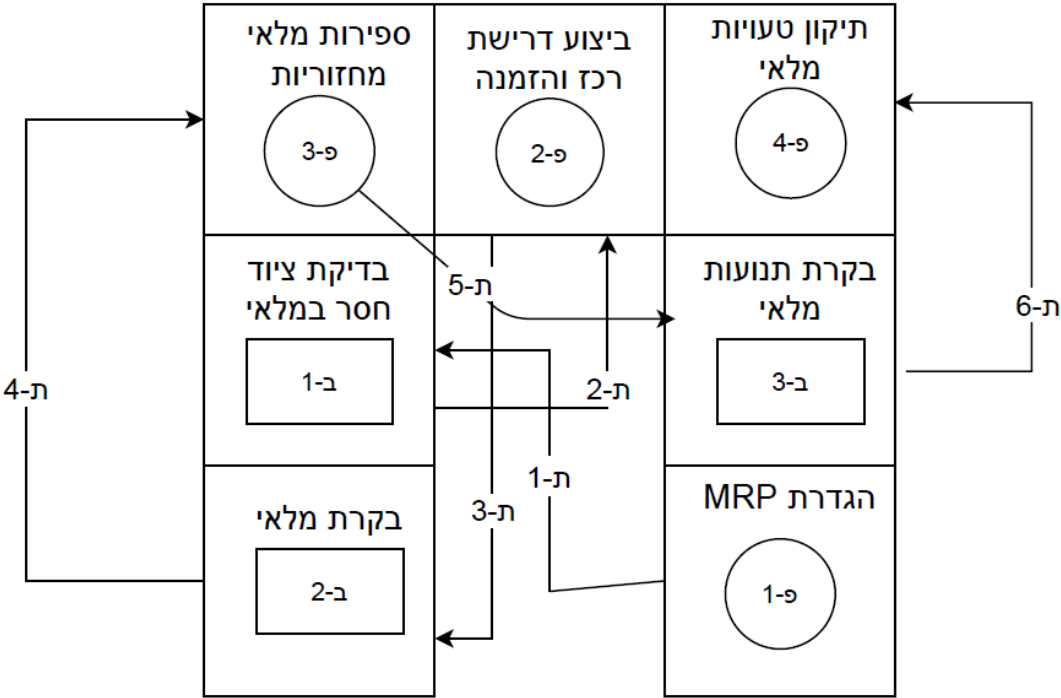 תיקון טעויות
מלאי
פ-4
ביצוע דרישת
רכז והזמנה
פ-2
ספירות מלאי
מחזוריות
פ-3
בקרת תנועות
מלאי
ב-3
בדיקת ציוד
חסר במלאי
ב-1
הגדרת MRP
פ-1
בקרת מלאי
ב-2
ת-6
ת-5
ת-2
ת-4
ת-1
ת-3